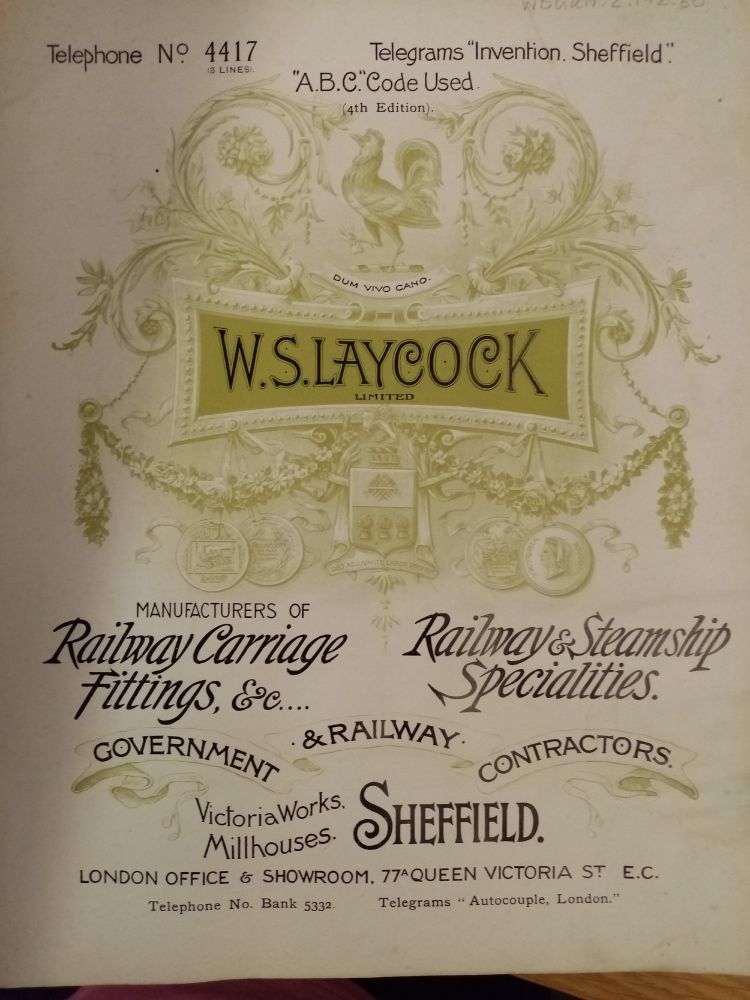 Telephone Nº 4417
(3 LINES).
Telegrams "Invention. Sheffield".
"A.B.C." Code Used.
(4th Edition).
DUM VIVO CANO.
W.S. LAYCOCK
LIMITED
MANUFACTURERS OF
Railway Carriage
Fittings, &c....
Railway & Steamship
Specialities.
GOVERNMENT & RAILWAY CONTRACTORS.
Victoria Works.
Millhouses.
SHEFFIELD.
LONDON OFFICE & SHOWROOM, 77A QUEEN VICTORIA ST E.C.
Telephone No. Bank 5332. Telegrams "Autocouple, London."